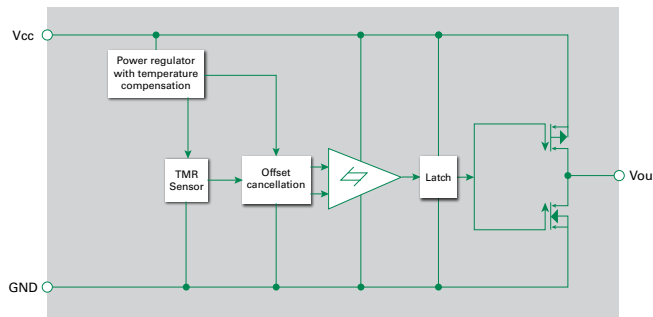 Vcc
Power regulator
with temperature
compensation
TMR
Sensor
Offset
cancellation
Latch
Vou
GND